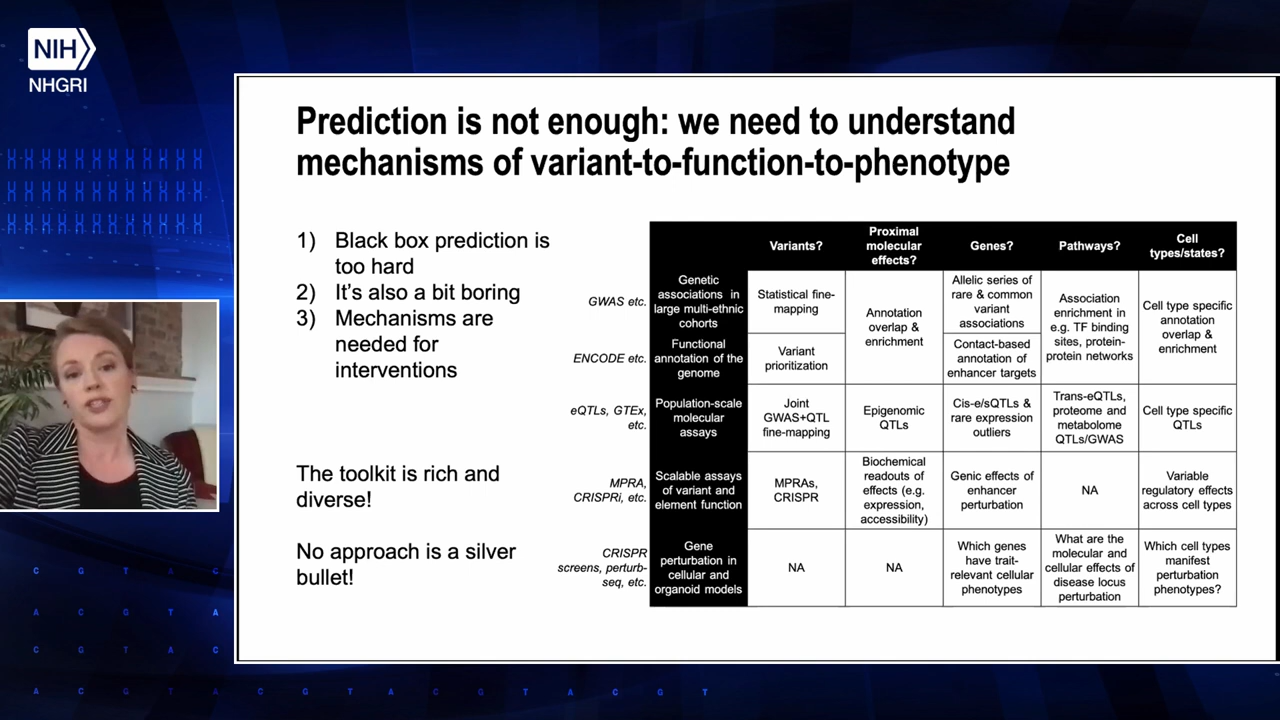 NIH
NHGRI
Prediction is not enough: we need to understand
mechanisms of variant-to-function-to-phenotype
1) Black box prediction is
too hard
2) It's also a bit boring
3) Mechanisms are
needed for
interventions
The toolkit is rich and
diverse!
No approach is a silver
bullet!
Variants?
Proximal
molecular
effects?
Genes?
Pathways?
Cell
types/states?
GWAS etc.
Genetic
associations in
large multi-ethnic
cohorts
Statistical fine-
mapping
Annotation
overlap &
enrichment
Allelic series of
rare & common
variant
associations
Association
enrichment in
e.g. TF binding
sites, protein-
protein networks
Cell type specific
annotation
overlap &
enrichment
ENCODE etc.
Functional
annotation of the
genome
Variant
prioritization
Contact-based
annotation of
enhancer targets
eQTLs, GTEx,
etc.
Population-scale
molecular
assays
Joint
GWAS+QTL
fine-mapping
Epigenomic
QTLs
Cis-e/sQTLs &
rare expression
outliers
Trans-eQTLs,
proteome and
metabolome
QTLs/GWAS
Cell type specific
QTLs
MPRA,
CRISPRi, etc.
Scalable assays
of variant and
element function
MPRAs,
CRISPR
Biochemical
readouts of
effects (e.g.
expression,
accessibility)
Genic effects of
enhancer
perturbation
NA
Variable
regulatory effects
across cell types
CRISPR
screens, perturb-
seq, etc.
Gene
perturbation in
cellular and
organoid models
NA
NA
Which genes
have trait-
relevant cellular
phenotypes
What are the
molecular and
cellular effects of
disease locus
perturbation
Which cell types
manifest
perturbation
phenotypes?
C G T A C
A C G T A
C G T A C
A C G T A C G T A C G T A C G T